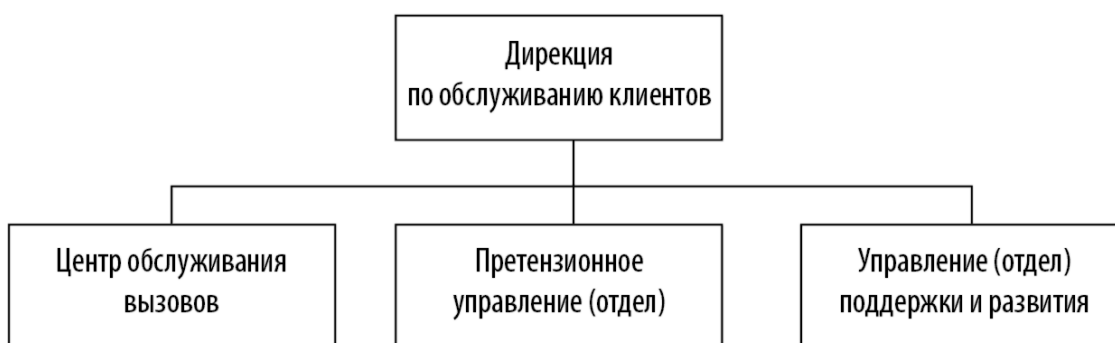 Дирекция
по обслуживанию клиентов
Центр обслуживания
вызовов
Претензионное
управление (отдел)
Управление (отдел)
поддержки и развития